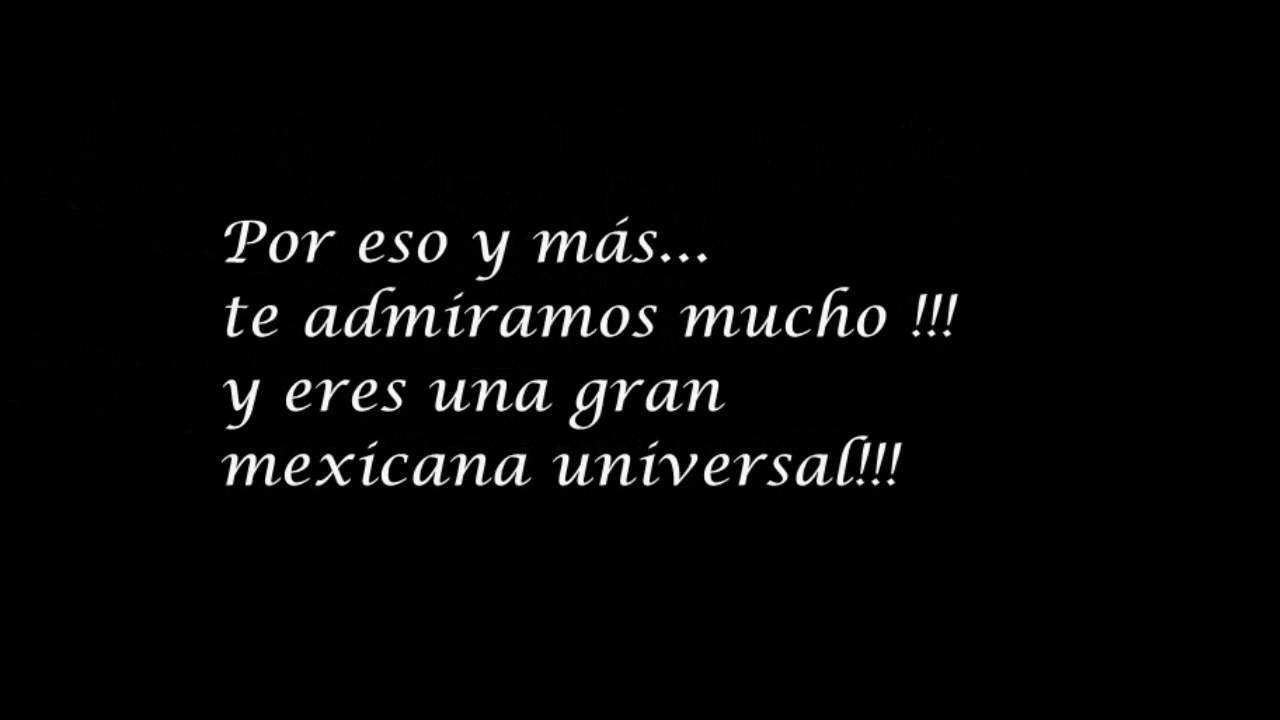 Por eso y más...
te admiramos mucho !!!
y eres una gran
mexicana universal!!!